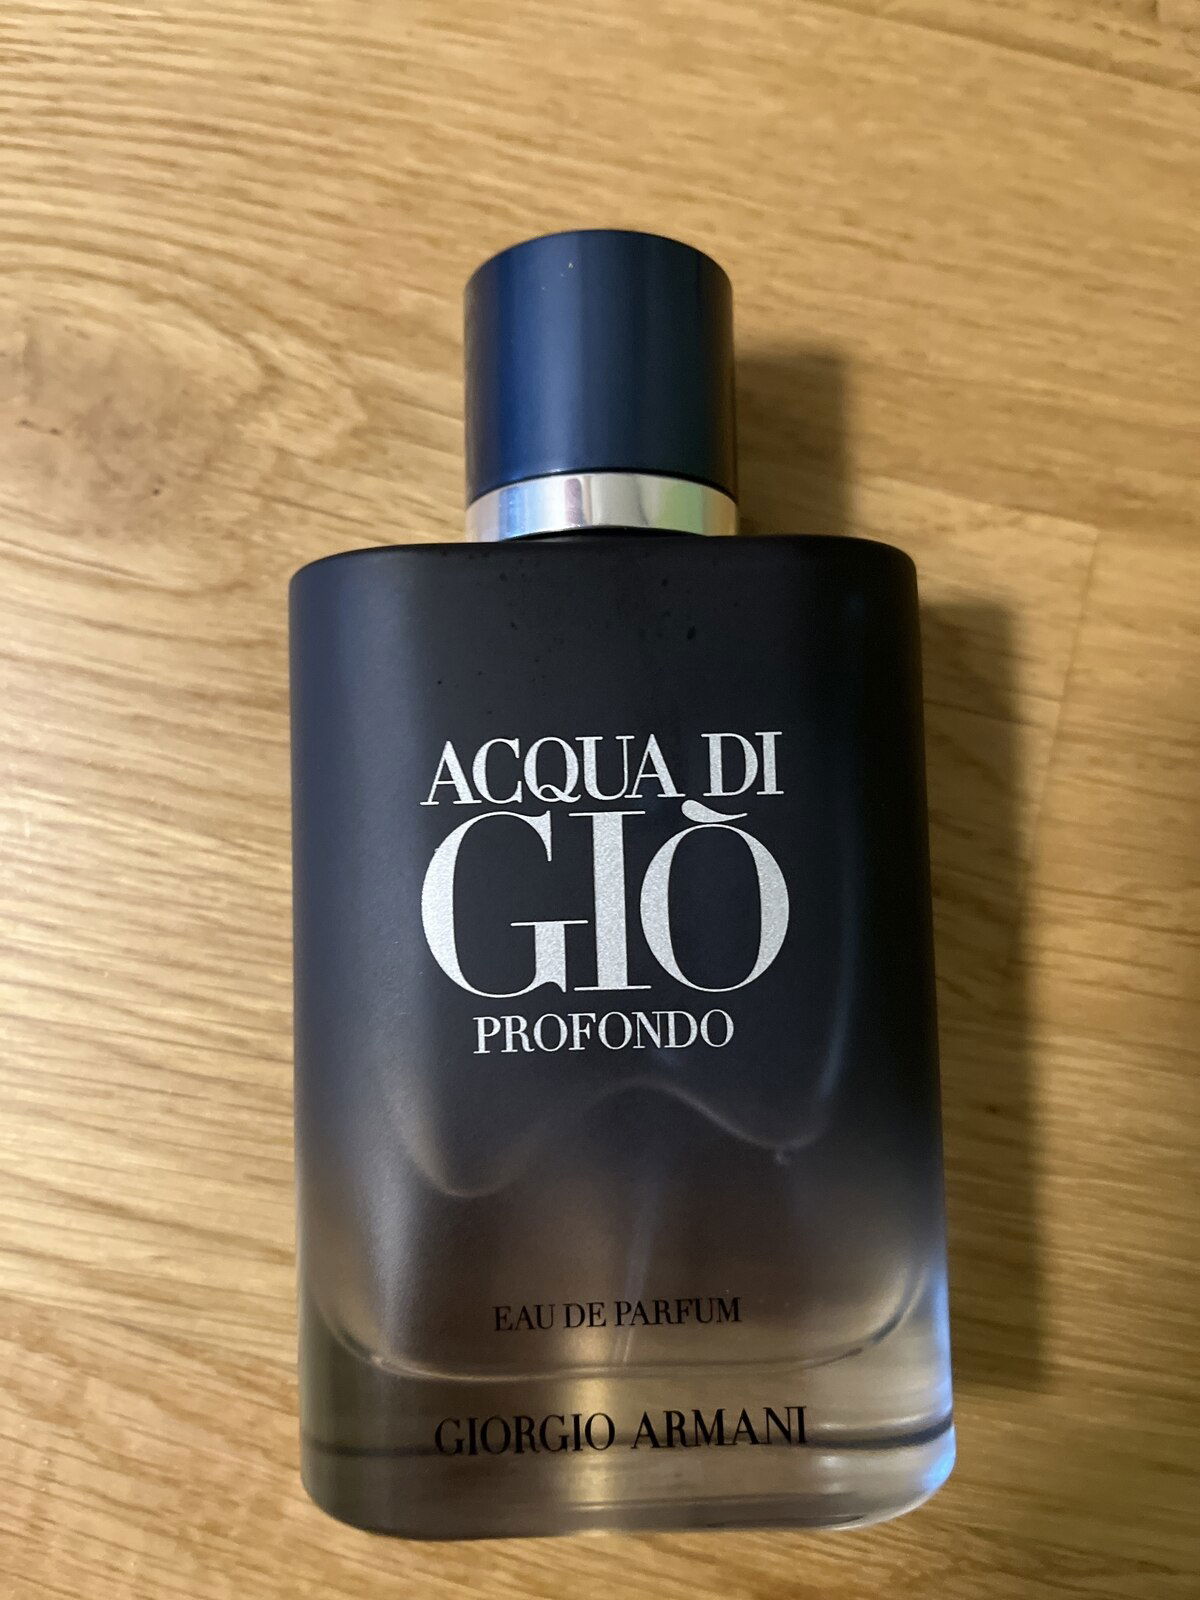 ACQUA DI
GIÒ
PROFONDO
EAU DE PARFUM
GIORGIO ARMANI